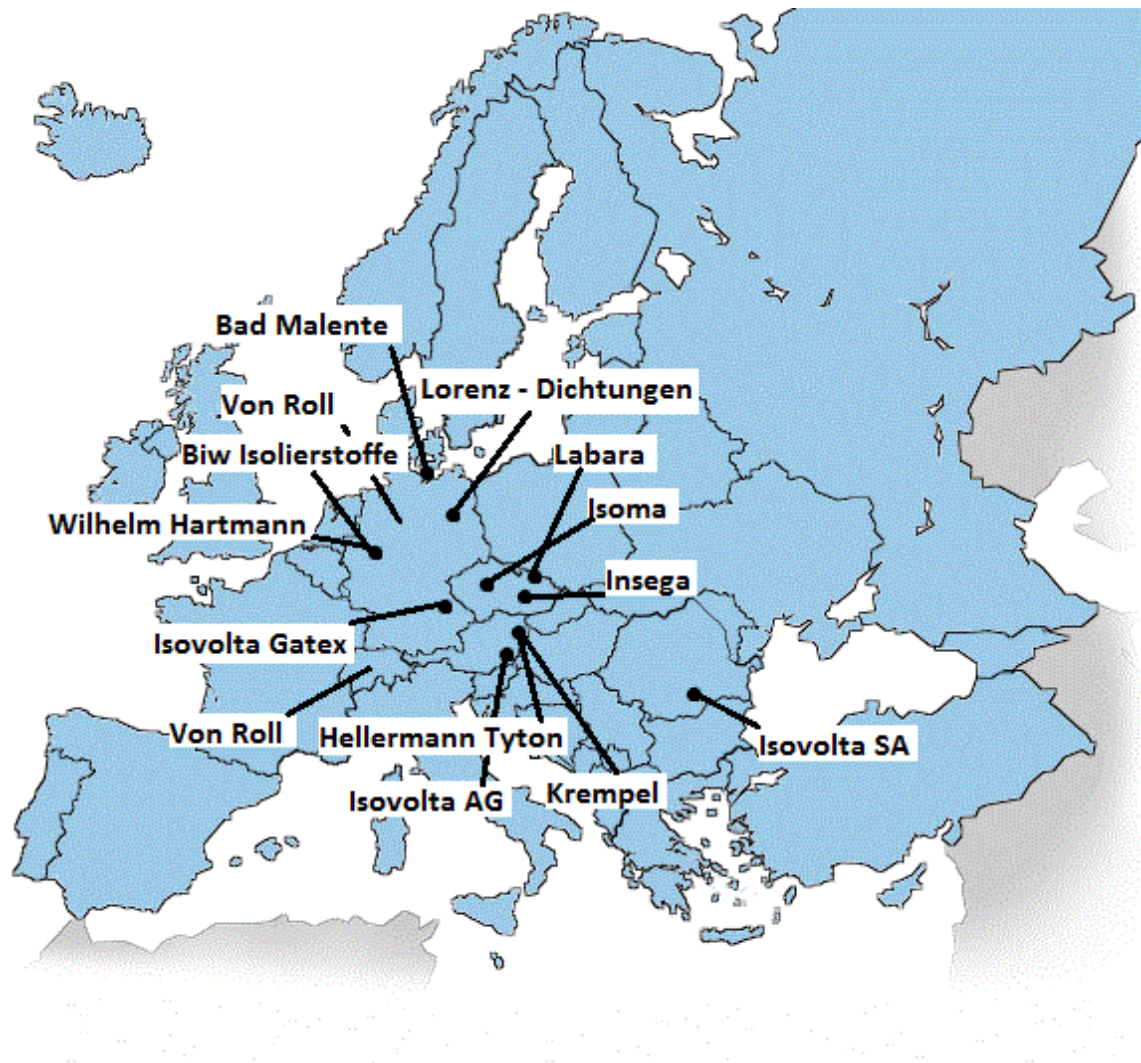 Bad Malente
Lorenz - Dichtungen
Von Roll
Biw Isolierstoffe
Labara
Isoma
Wilhelm Hartmann
Insega
Isovolta Gatex
Von Roll
Hellermann Tyton
Isovolta SA
Isovolta AG
Krempel